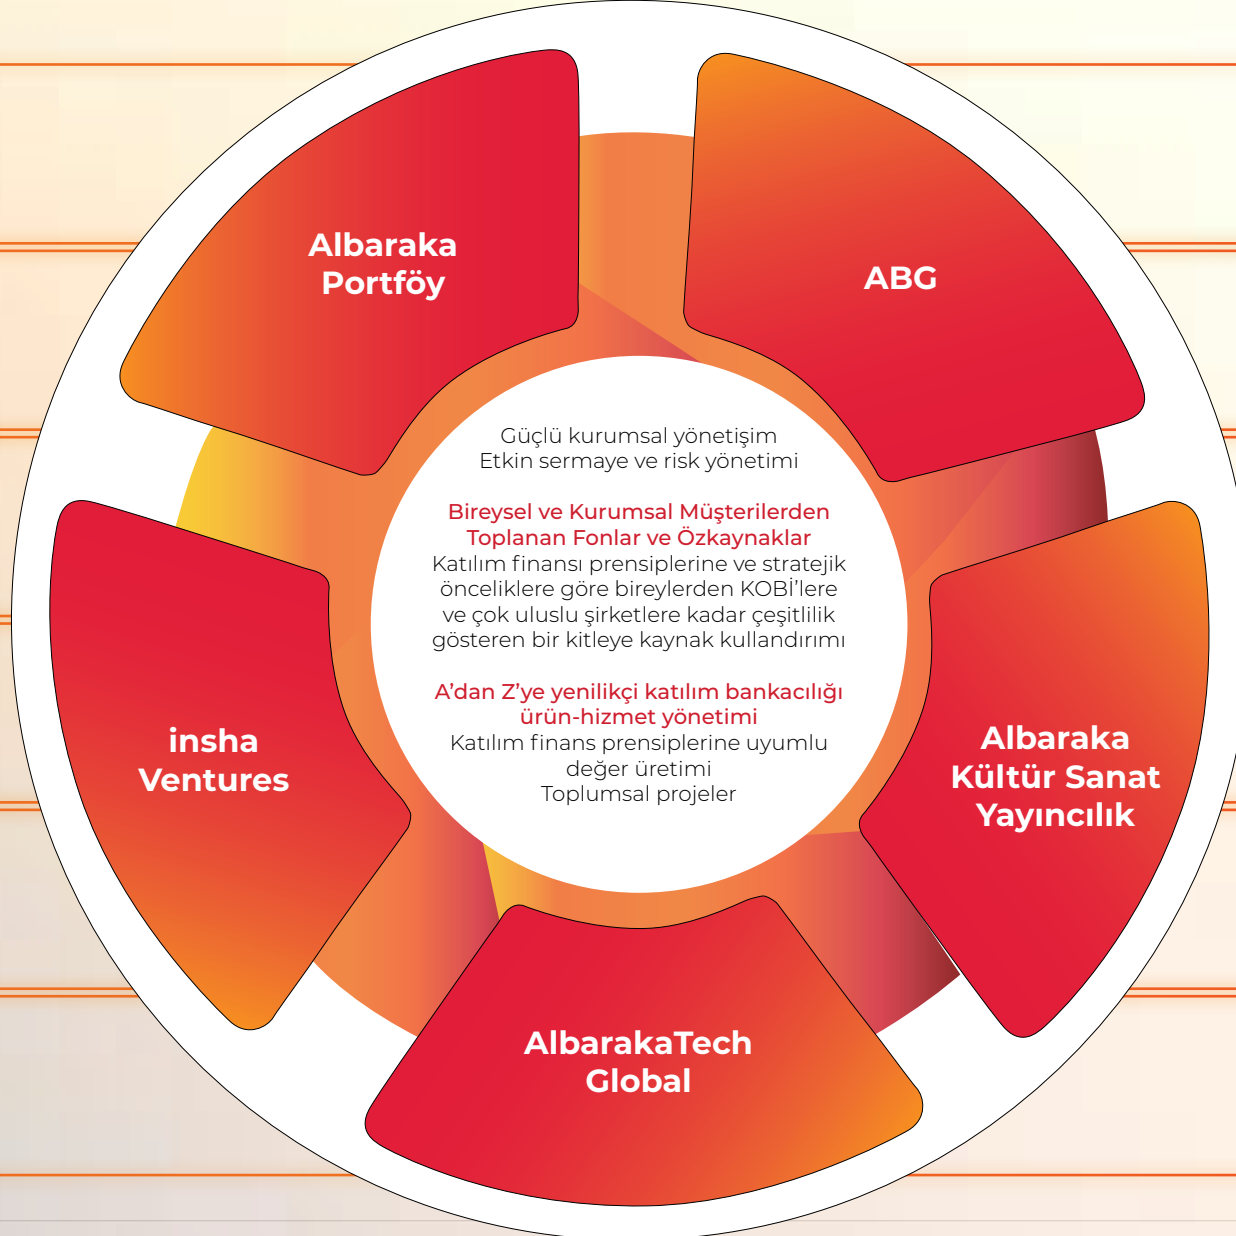 Albaraka
Portföy
ABG
Güçlü kurumsal yönetişim
Etkin sermaye ve risk yönetimi
Bireysel ve Kurumsal Müşterilerden
Toplanan Fonlar ve Özkaynaklar
Katılım finansı prensiplerine ve stratejik
önceliklere göre bireylerden KOBİ’lere
ve çok uluslu şirketlere kadar çeşitlilik
gösteren bir kitleye kaynak kullandırımı
A’dan Z’ye yenilikçi katılım bankacılığı
ürün-hizmet yönetimi
Katılım finans prensiplerine uyumlu
değer üretimi
Toplumsal projeler
insha
Ventures
Albaraka
Kültür Sanat
Yayıncılık
AlbarakaTech
Global